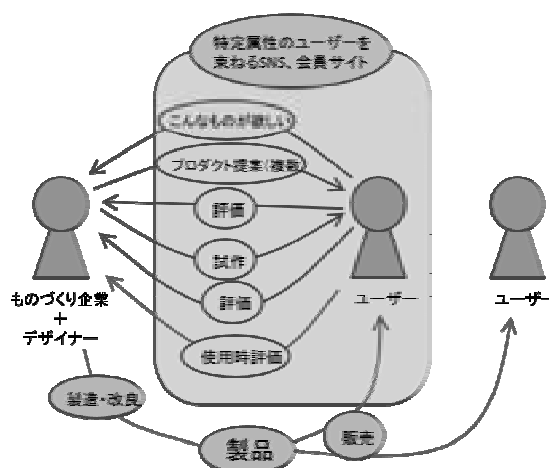 特定属性のユーザーを
束ねるSNS、会員サイト
こんなものが欲しい
プロダクト提案(複数
評価
試作
評価
使用時評価
ものづくり企業
+
デザイナー
ユーザー
ユーザー
製造・改良
製品
販売